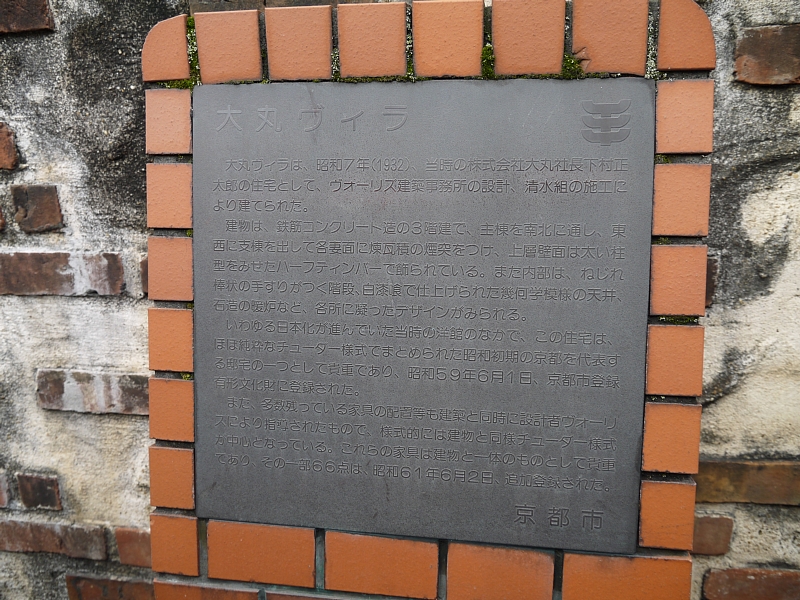 大丸ヴィラ
大丸ヴィラは、昭和7年(1932)、当時の株式会社大丸社長下村正
太郎の住宅として、ヴォーリズ建築事務所の設計、清水組の施工に
より建てられた。
建物は、鉄筋コンクリート造の3階建で、主棟を南北に通し、東
西に支棟を出して各妻面に煉瓦積の煙突をつけ、上層壁面は太い柱
型をみせたハーフティンバーで飾られている。また内部は、ねじれ
棒状の手すりがつく階段、白漆喰で仕上げられた幾何学模様の天井、
石造の暖炉など、各所に凝ったデザインがみられる。
いわゆる日本化が進んでいた当時の洋館のなかで、この住宅は、
ほぼ純粋なチューダー様式でまとめられた昭和初期の京都を代表す
る邸宅の一つとして貴重であり、昭和59年6月1日、京都市登録
有形文化財に登録された。
また、多数残っている家具の配置等も建築と同時に設計者ヴォーリ
ズにより指導されたもので、様式的には建物と同様チューダー様式
が中心となっている。これらの家具は建物と一体のものとして貴重
であり、その一部66点は、昭和61年6月2日、追加登録された。
京都市